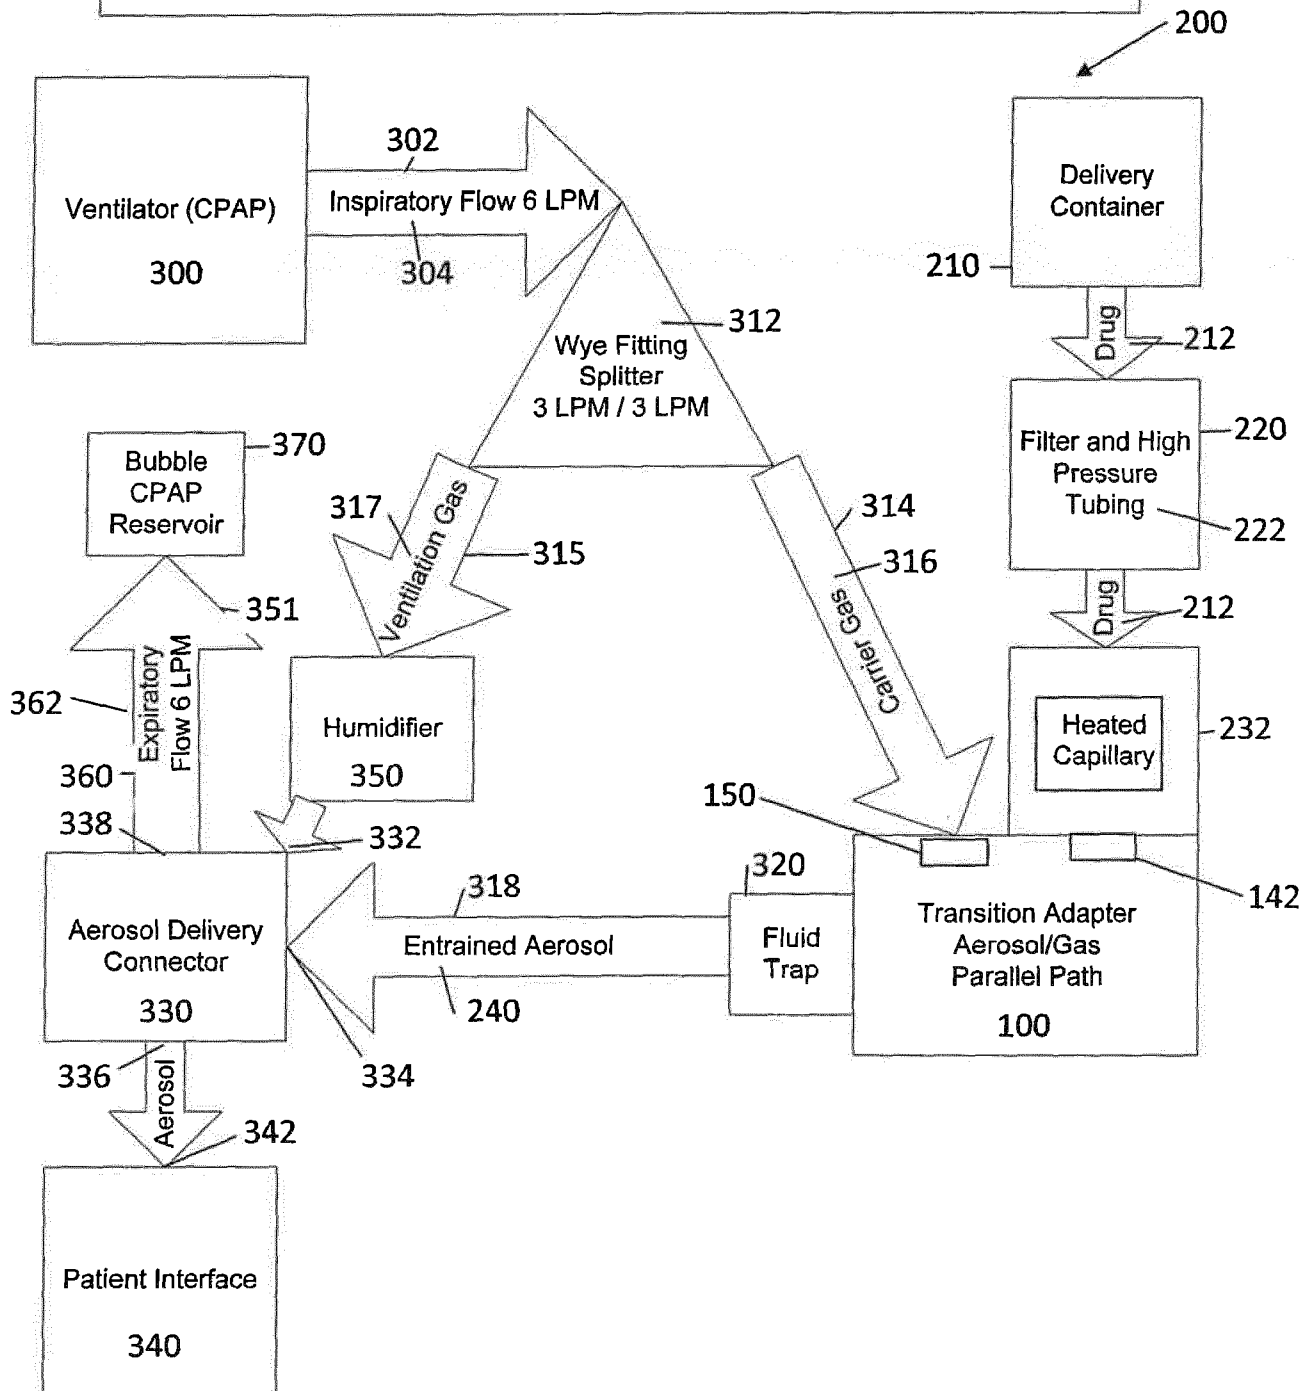 200
302
Inspiratory Flow 6 LPM
304
Ventilator (CPAP)
300
Delivery
Container
210
Drug
212
312
Wye Fitting
Splitter
3 LPM / 3 LPM
370
Bubble
CPAP
Reservoir
317
Ventilation Gas
315
314
316
Carrier Gas
220
Filter and High
Pressure
Tubing
222
Drug
212
351
362
Expiratory
Flow 6 LPM
360
338
Humidifier
350
332
Heated
Capillary
232
150
142
320
Fluid
Trap
318
Entrained Aerosol
240
334
Transition Adapter
Aerosol/Gas
Parallel Path
100
Aerosol Delivery
Connector
330
336
Aerosol
342
Patient Interface
340